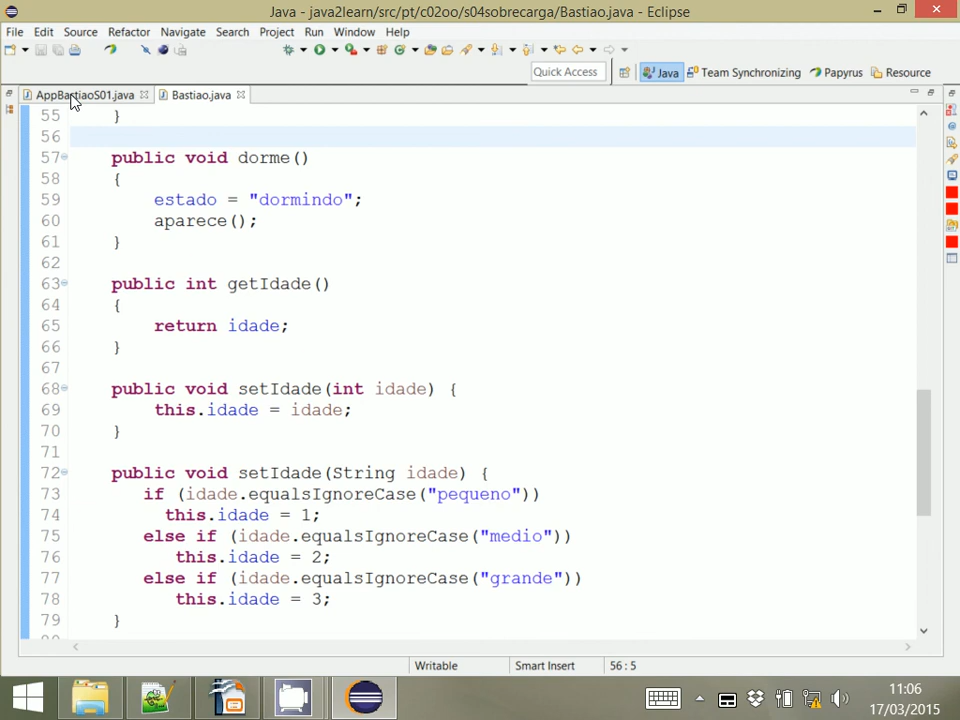 Java - java2learn/src/pt/c02oo/s04sobrecarga/Bastiao.java - Eclipse
File Edit Source Refactor Navigate Search Project Run Window Help
Quick Access Java Team Synchronizing Papyrus Resource
AppBastiaoS01.java Bastiao.java
55 }
56
57 public void dorme()
58 {
59 estado = "dormindo";
60 aparece();
61 }
62
63 public int getIdade()
64 {
65 return idade;
66 }
67
68 public void setIdade(int idade) {
69 this.idade = idade;
70 }
71
72 public void setIdade(String idade) {
73 if (idade.equalsIgnoreCase("pequeno"))
74 this.idade = 1;
75 else if (idade.equalsIgnoreCase("medio"))
76 this.idade = 2;
77 else if (idade.equalsIgnoreCase("grande"))
78 this.idade = 3;
79 }
Writable Smart Insert 56 : 5
11:06
17/03/2015